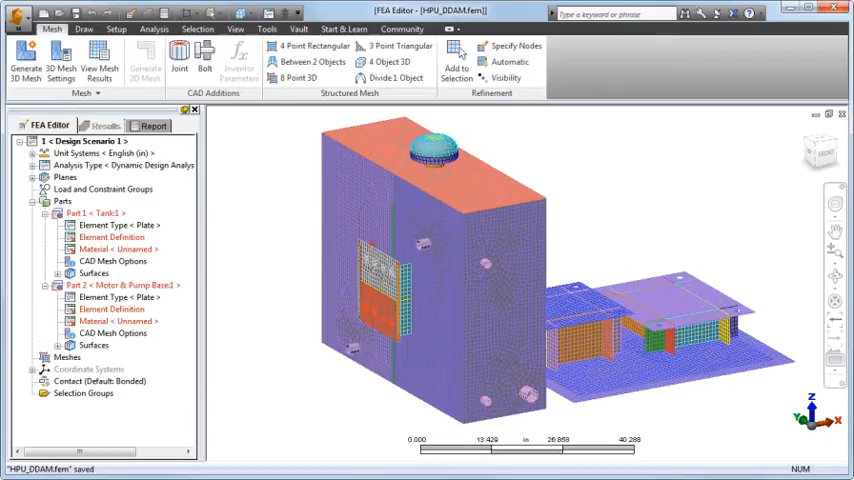 [FEA Editor - [HPU_DDAM.fem]]
Type a keyword or phrase
Mesh Draw Setup Analysis Selection View Tools Vault Start & Learn Community
Generate 3D Mesh
3D Mesh Settings
View Mesh Results
Generate 2D Mesh
Joint
Bolt
Inventor Parameters
4 Point Rectangular
3 Point Triangular
Between 2 Objects
4 Object 3D
8 Point 3D
Divide 1 Object
Add to Selection
Specify Nodes
Automatic
Visibility
Mesh
CAD Additions
Structured Mesh
Refinement
FEA Editor
Results
Report
1 < Design Scenario 1 >
Unit Systems < English (in) >
Analysis Type < Dynamic Design Analys
Planes
Load and Constraint Groups
Parts
Part 1 < Tank:1 >
Element Type < Plate >
Element Definition
Material < Unnamed >
CAD Mesh Options
Surfaces
Part 2 < Motor & Pump Base:1 >
Element Type < Plate >
Element Definition
Material < Unnamed >
CAD Mesh Options
Surfaces
Meshes
Coordinate Systems
Contact (Default: Bonded)
Selection Groups
FRONT
Z
Y
X
0.000 13.429 in 26.858 40.288
"HPU_DDAM.fem" saved
NUM